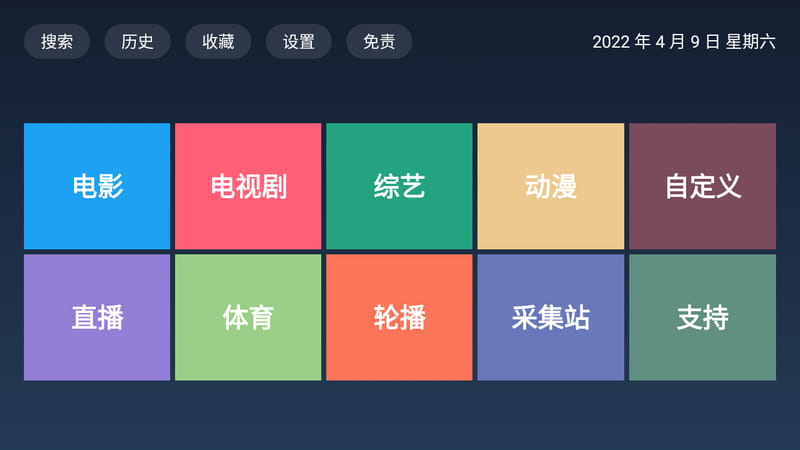 搜索 历史 收藏 设置 免责 2022 年 4 月 9 日 星期六
电影 电视剧 综艺 动漫 自定义
直播 体育 轮播 采集站 支持